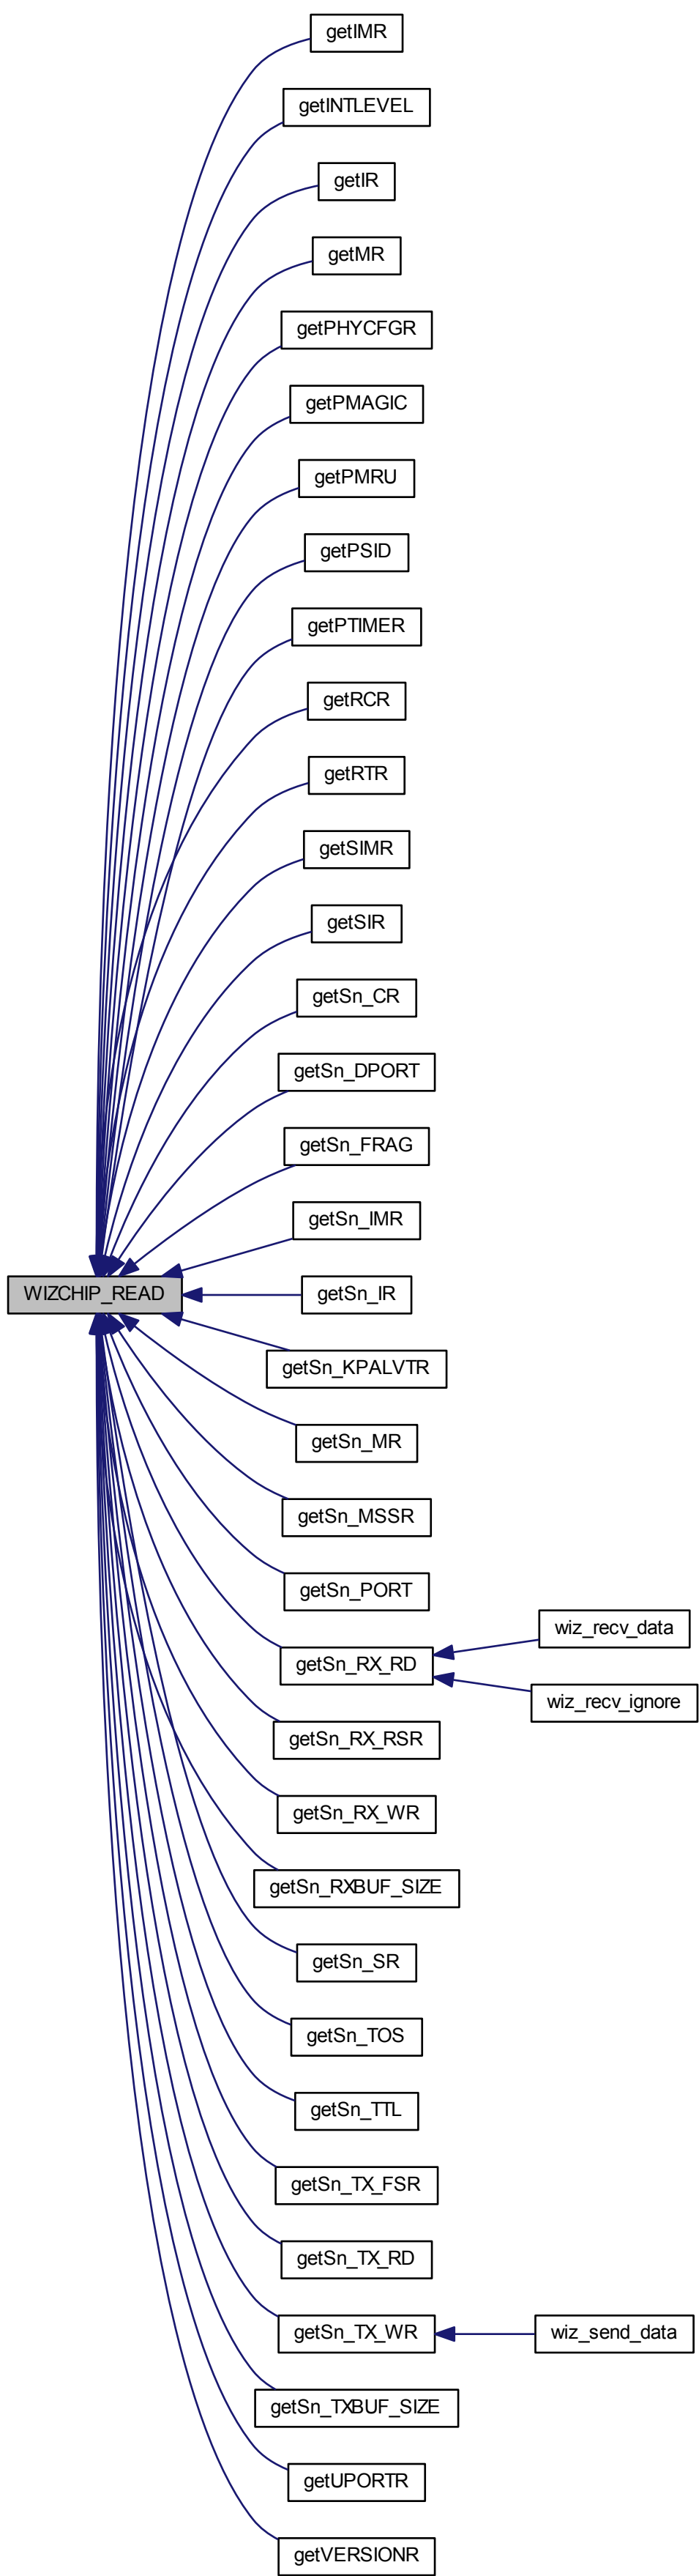 getIMR
getINTLEVEL
getIR
getMR
getPHYCFGR
getPMAGIC
getPMRU
getPSID
getPTIMER
getRCR
getRTR
getSIMR
getSIR
getSn_CR
getSn_DPORT
getSn_FRAG
getSn_IMR
WIZCHIP_READ
getSn_IR
getSn_KPALVTR
getSn_MR
getSn_MSSR
getSn_PORT
wiz_recv_data
getSn_RX_RD
wiz_recv_ignore
getSn_RX_RSR
getSn_RX_WR
getSn_RXBUF_SIZE
getSn_SR
getSn_TOS
getSn_TTL
getSn_TX_FSR
getSn_TX_RD
getSn_TX_WR
wiz_send_data
getSn_TXBUF_SIZE
getUPORTR
getVERSIONR